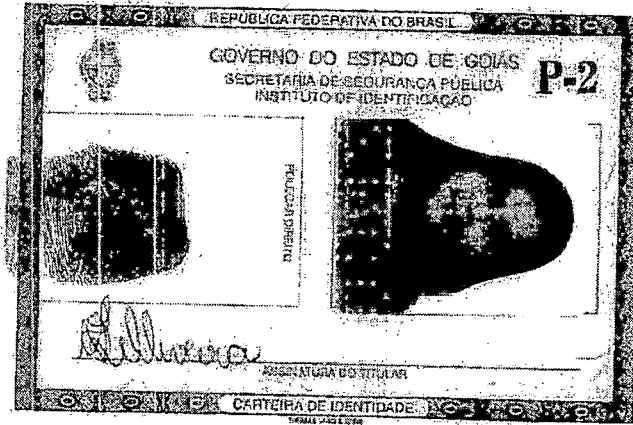 REPÚBLICA FEDERATIVA DO BRASIL
GOVERNO DO ESTADO DE GOIÁS
SECRETARIA DE SEGURANÇA PÚBLICA
INSTITUTO DE IDENTIFICAÇÃO
P-2
POLEGAR DIREITO
ASSINATURA DO TITULAR
CARTEIRA DE IDENTIDADE